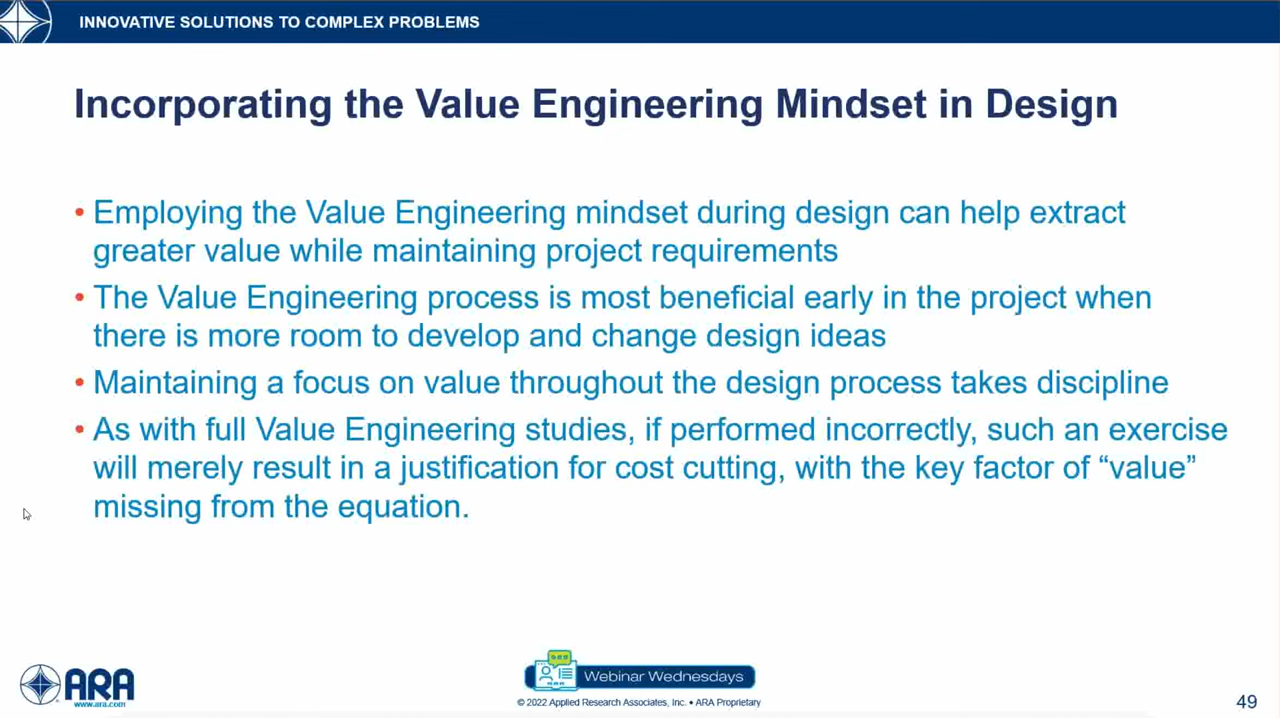 INNOVATIVE SOLUTIONS TO COMPLEX PROBLEMS
Incorporating the Value Engineering Mindset in Design
• Employing the Value Engineering mindset during design can help extract
greater value while maintaining project requirements
• The Value Engineering process is most beneficial early in the project when
there is more room to develop and change design ideas
• Maintaining a focus on value throughout the design process takes discipline
• As with full Value Engineering studies, if performed incorrectly, such an exercise
will merely result in a justification for cost cutting, with the key factor of “value”
missing from the equation.
ARA
www.ara.com
Webinar Wednesdays
© 2022 Applied Research Associates, Inc. • ARA Proprietary
49